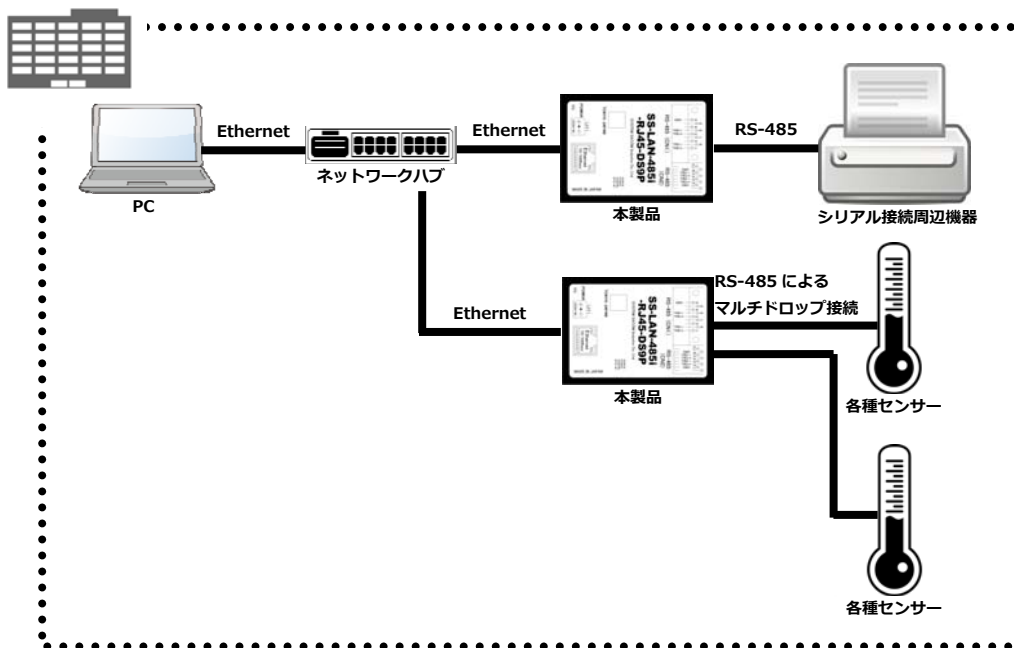 Ethernet
Ethernet
RS-485
SS-LAN-485i
-RJ45-DS9P
PC
ネットワークハブ
本製品
シリアル接続周辺機器
Ethernet
RS-485 による
マルチドロップ接続
SS-LAN-485i
-RJ45-DS9P
本製品
各種センサー
各種センサー